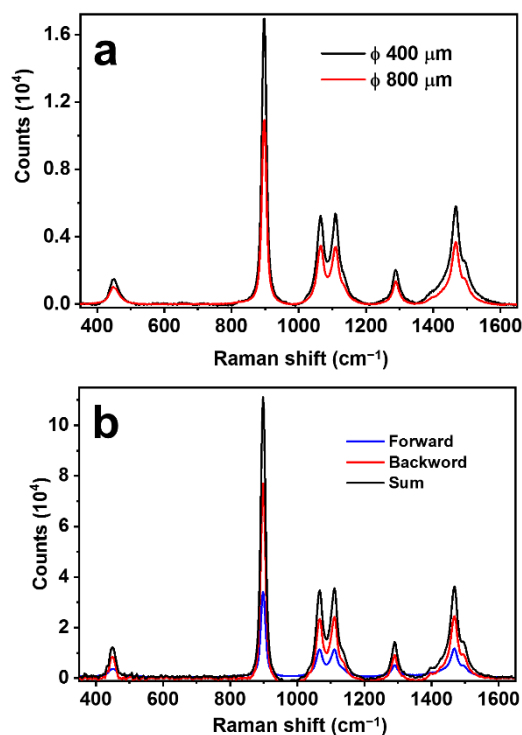 a
φ 400 μm
φ 800 μm
Counts (10⁴)
1.6
1.2
0.8
0.4
0.0
400 600 800 1000 1200 1400 1600
Raman shift (cm⁻¹)
b
Forward
Backword
Sum
Counts (10⁴)
10
8
6
4
2
0
400 600 800 1000 1200 1400 1600
Raman shift (cm⁻¹)